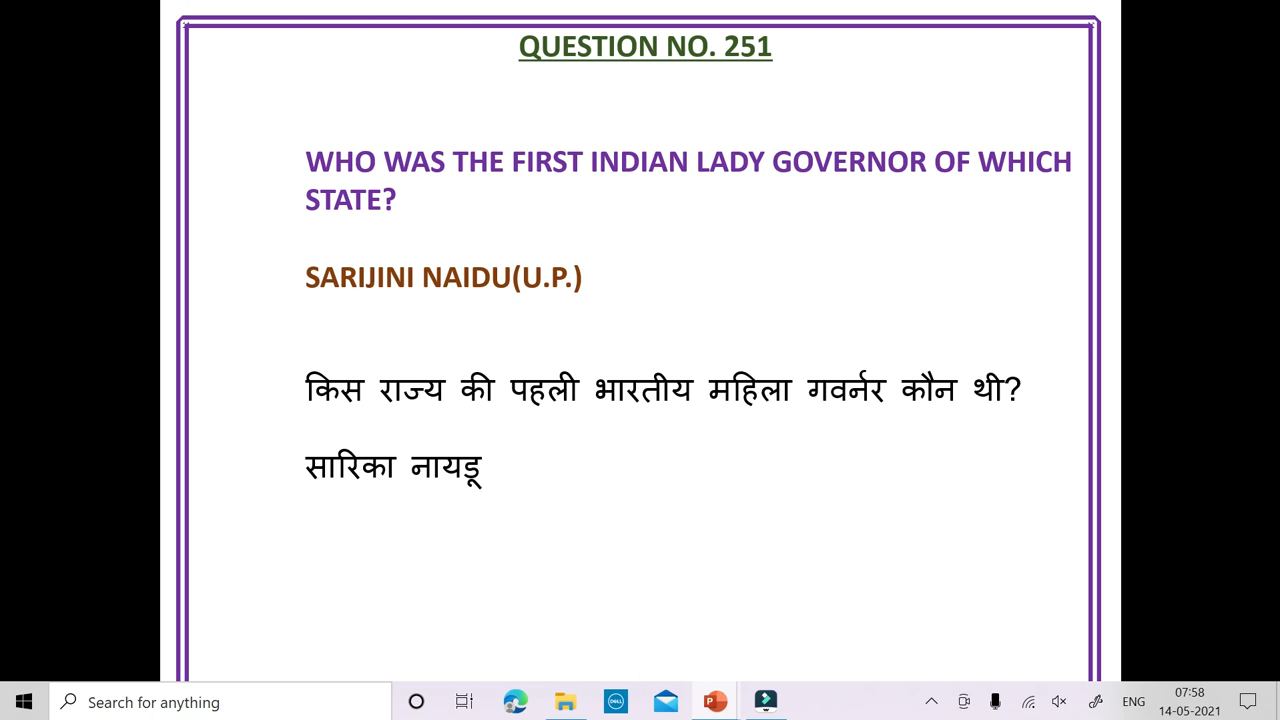 QUESTION NO. 251
WHO WAS THE FIRST INDIAN LADY GOVERNOR OF WHICH
STATE?
SARIJINI NAIDU(U.P.)
किस राज्य की पहली भारतीय महिला गवर्नर कौन थी?
सारिका नायडू
Search for anything
DELL
ENG
07:58
14-05-2021